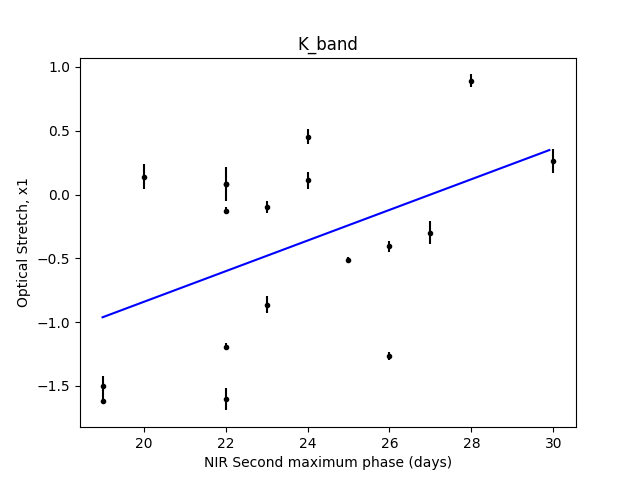 K_band
1.0
0.5
0.0
−0.5
−1.0
−1.5
Optical Stretch, x1
20 22 24 26 28 30
NIR Second maximum phase (days)